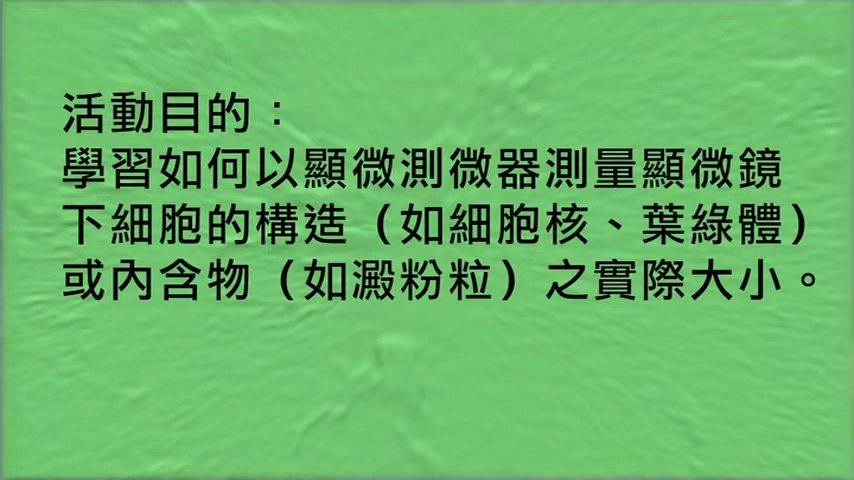 活動目的：
學習如何以顯微測微器測量顯微鏡
下細胞的構造（如細胞核、葉綠體）
或內含物（如澱粉粒）之實際大小。